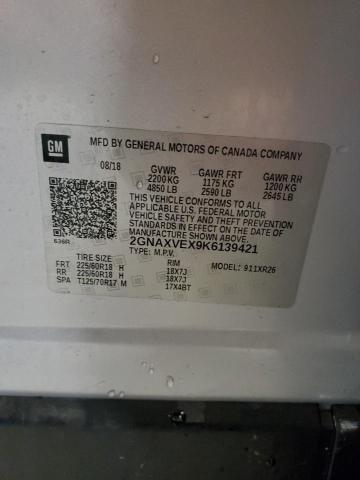 GM
MFD BY GENERAL MOTORS OF CANADA COMPANY
08/18 GVWR GAWR FRT GAWR RR
2200 KG 1175 KG 1200 KG
4850 LB 2590 LB 2645 LB
THIS VEHICLE CONFORMS TO ALL
APPLICABLE U.S. FEDERAL MOTOR
VEHICLE SAFETY AND THEFT PREVENTION
STANDARDS IN EFFECT ON THE DATE
OF MANUFACTURE SHOWN ABOVE.
636R 2GNAXVEX9K6139421
TYPE: M.P.V. MODEL: 911XR26
TIRE SIZE RIM
FRT 225/60R18 H 18X7J
RR 225/60R18 H 18X7J
SPA T125/70R17 M 17X4BT